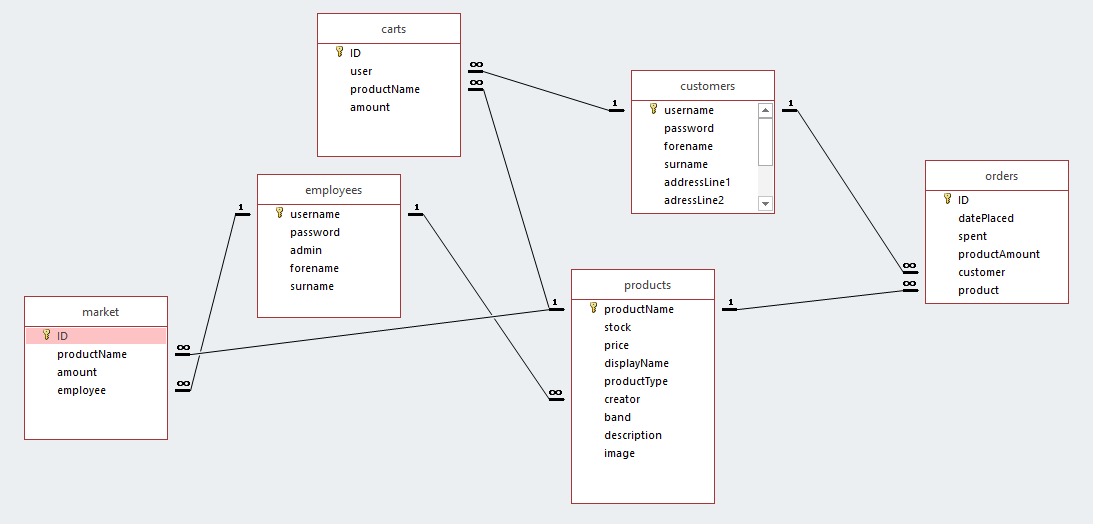 carts
ID
user
productName
amount
∞
∞
1
customers
username
password
forename
surname
addressLine1
adressLine2
1
orders
ID
datePlaced
spent
productAmount
customer
product
∞
∞
employees
username
password
admin
forename
surname
1
1
products
productName
stock
price
displayName
productType
creator
band
description
image
1
1
∞
market
ID
productName
amount
employee
∞
∞